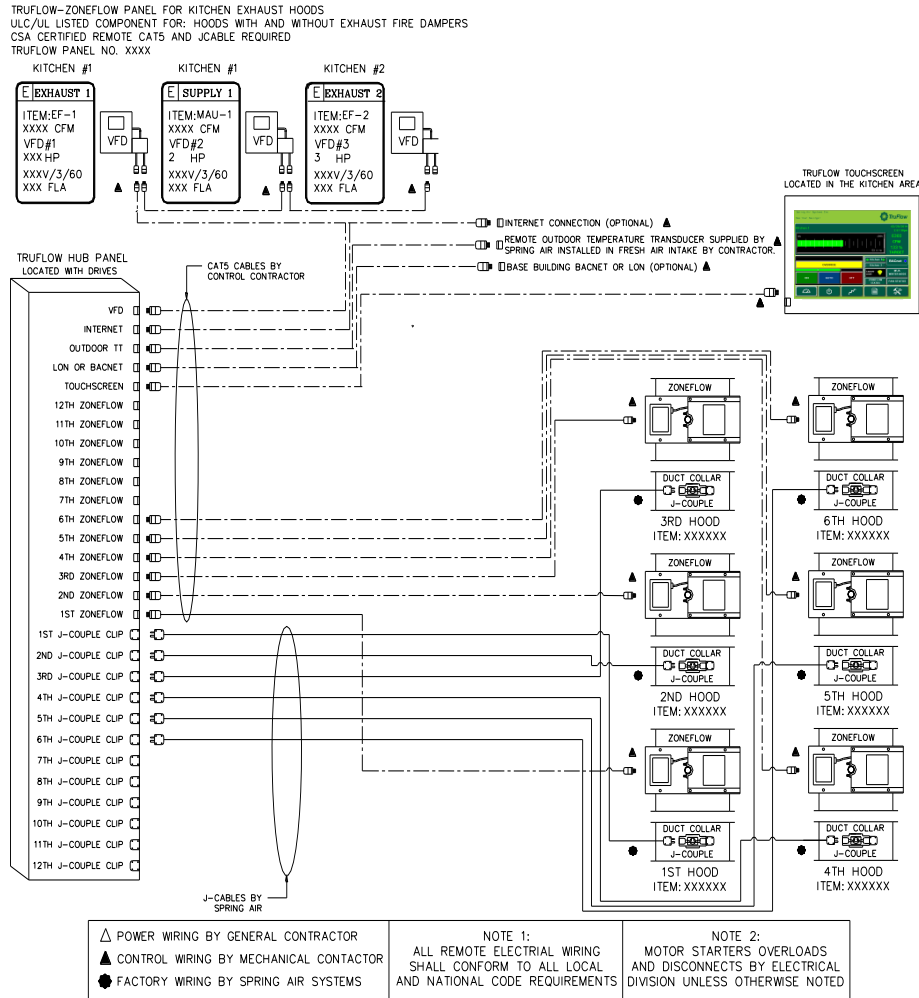 TRUFLOW-ZONEFLOW PANEL FOR KITCHEN EXHAUST HOODS
ULC/UL LISTED COMPONENT FOR: HOODS WITH AND WITHOUT EXHAUST FIRE DAMPERS
CSA CERTIFIED REMOTE CAT5 AND JCABLE REQUIRED
TRUFLOW PANEL NO. XXXX
KITCHEN #1
E EXHAUST 1
ITEM:EF-1
XXXX CFM
VFD#1
XXX HP
XXXV/3/60
XXX FLA
VFD
KITCHEN #1
E SUPPLY 1
ITEM:MAU-1
XXXX CFM
VFD#2
2 HP
XXXV/3/60
XXX FLA
VFD
KITCHEN #2
E EXHAUST 2
ITEM:EF-2
XXXX CFM
VFD#3
3 HP
XXXV/3/60
XXX FLA
VFD
TRUFLOW TOUCHSCREEN
LOCATED IN THE KITCHEN AREA
TruFlow
INTERNET CONNECTION (OPTIONAL)
REMOTE OUTDOOR TEMPERATURE TRANSDUCER SUPPLIED BY
SPRING AIR INSTALLED IN FRESH AIR INTAKE BY CONTRACTOR.
BASE BUILDING BACNET OR LON (OPTIONAL)
TRUFLOW HUB PANEL
LOCATED WITH DRIVES
CAT5 CABLES BY
CONTROL CONTRACTOR
VFD
INTERNET
OUTDOOR TT
LON OR BACNET
TOUCHSCREEN
12TH ZONEFLOW
11TH ZONEFLOW
10TH ZONEFLOW
9TH ZONEFLOW
8TH ZONEFLOW
7TH ZONEFLOW
6TH ZONEFLOW
5TH ZONEFLOW
4TH ZONEFLOW
3RD ZONEFLOW
2ND ZONEFLOW
1ST ZONEFLOW
1ST J-COUPLE CLIP
2ND J-COUPLE CLIP
3RD J-COUPLE CLIP
4TH J-COUPLE CLIP
5TH J-COUPLE CLIP
6TH J-COUPLE CLIP
7TH J-COUPLE CLIP
8TH J-COUPLE CLIP
9TH J-COUPLE CLIP
10TH J-COUPLE CLIP
11TH J-COUPLE CLIP
12TH J-COUPLE CLIP
J-CABLES BY
SPRING AIR
ZONEFLOW
DUCT COLLAR
J-COUPLE
3RD HOOD
ITEM: XXXXXX
ZONEFLOW
DUCT COLLAR
J-COUPLE
6TH HOOD
ITEM: XXXXXX
ZONEFLOW
DUCT COLLAR
J-COUPLE
2ND HOOD
ITEM: XXXXXX
ZONEFLOW
DUCT COLLAR
J-COUPLE
5TH HOOD
ITEM: XXXXXX
ZONEFLOW
DUCT COLLAR
J-COUPLE
1ST HOOD
ITEM: XXXXXX
ZONEFLOW
DUCT COLLAR
J-COUPLE
4TH HOOD
ITEM: XXXXXX
POWER WIRING BY GENERAL CONTRACTOR
CONTROL WIRING BY MECHANICAL CONTACTOR
FACTORY WIRING BY SPRING AIR SYSTEMS
NOTE 1:
ALL REMOTE ELECTRIAL WIRING
SHALL CONFORM TO ALL LOCAL
AND NATIONAL CODE REQUIREMENTS
NOTE 2:
MOTOR STARTERS OVERLOADS
AND DISCONNECTS BY ELECTRICAL
DIVISION UNLESS OTHERWISE NOTED